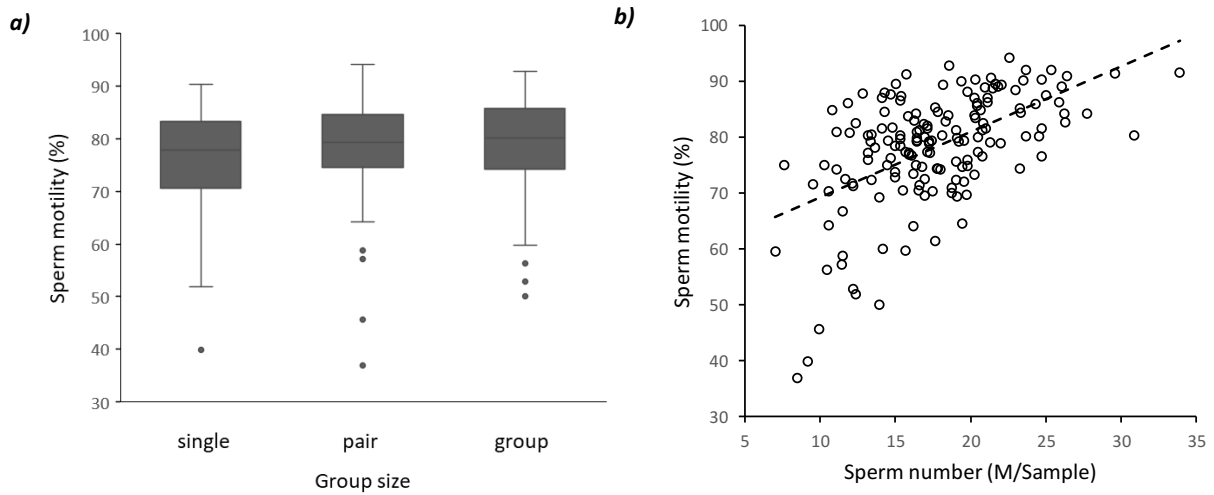 a)
Sperm motility (%)
100
90
80
70
60
50
40
30
single pair group
Group size
b)
Sperm motility (%)
100
90
80
70
60
50
40
30
5 10 15 20 25 30 35
Sperm number (M/Sample)